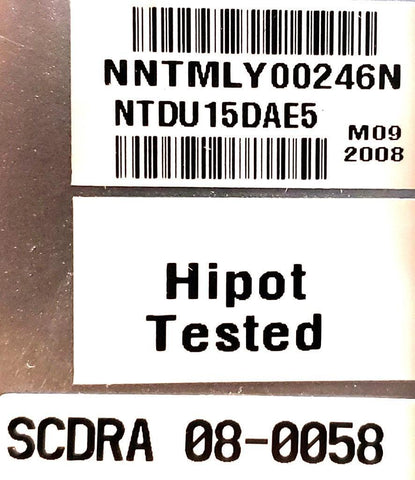 NNTMLY00246N
NTDU15DAE5
M09
2008
Hipot
Tested
SCDRA 08-0058